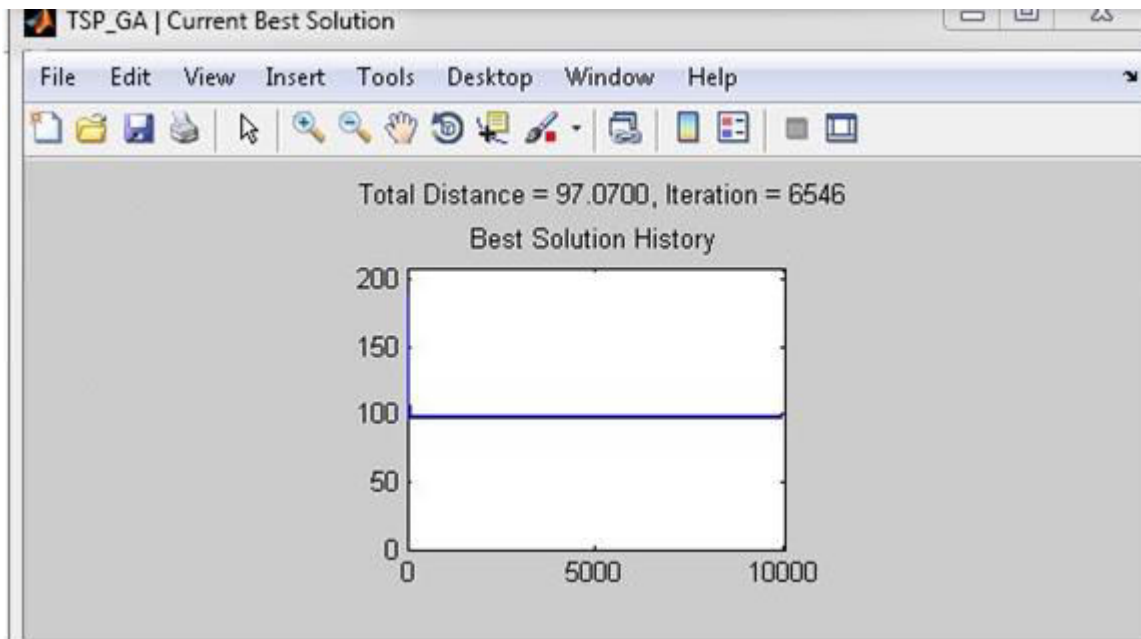 TSP_GA | Current Best Solution
File Edit View Insert Tools Desktop Window Help
Total Distance = 97.0700, Iteration = 6546
Best Solution History
200
150
100
50
0
0 5000 10000